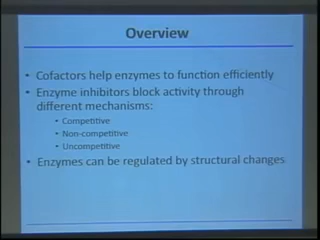 Overview
• Cofactors help enzymes to function efficiently
• Enzyme inhibitors block activity through
different mechanisms:
• Competitive
• Non-competitive
• Uncompetitive
• Enzymes can be regulated by structural changes